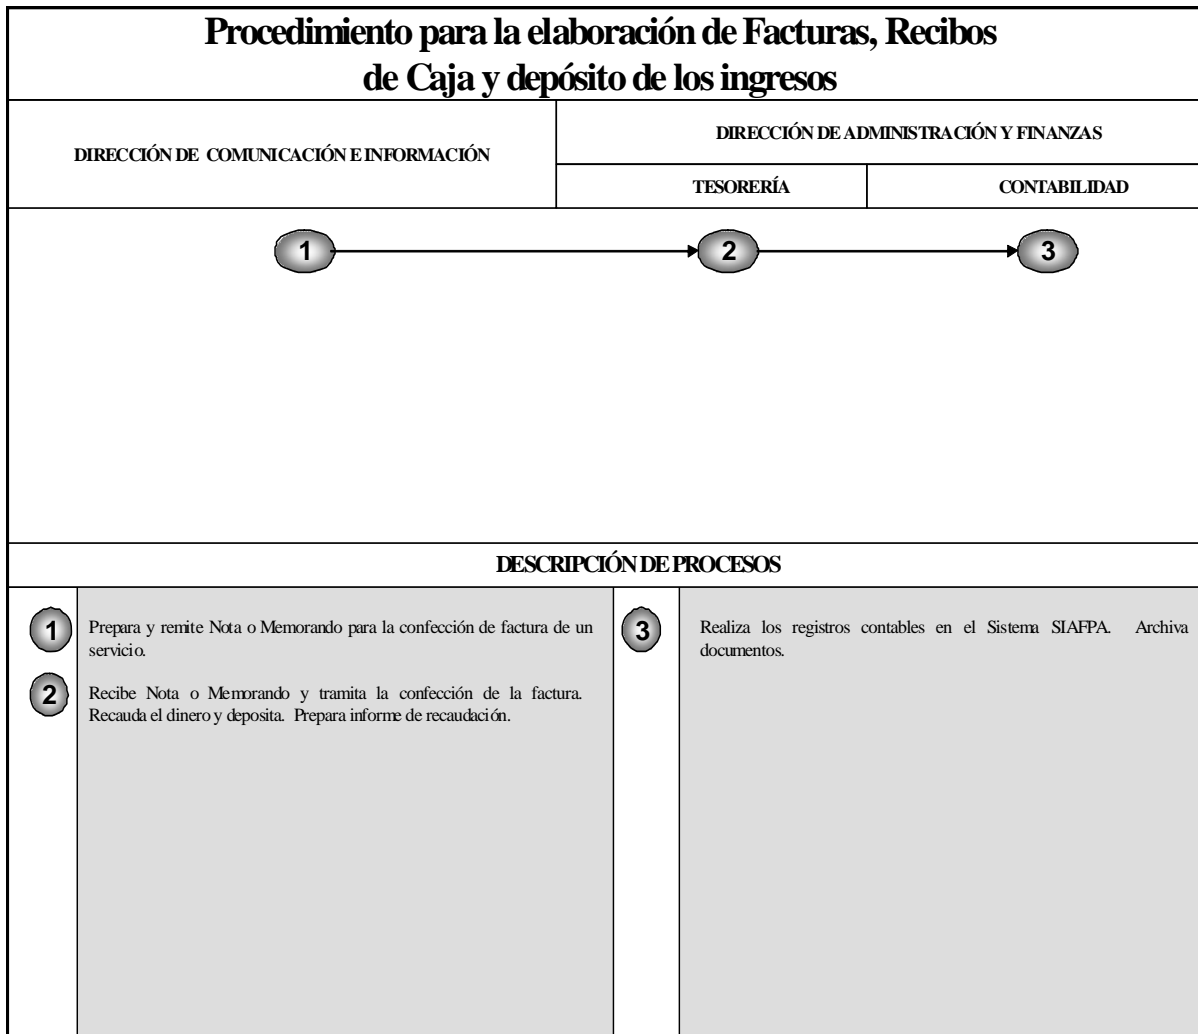 Procedimiento para la elaboración de Facturas, Recibos
de Caja y depósito de los ingresos
DIRECCIÓN DE COMUNICACIÓN E INFORMACIÓN
DIRECCIÓN DE ADMINISTRACIÓN Y FINANZAS
TESORERÍA
CONTABILIDAD
1
2
3
DESCRIPCIÓN DE PROCESOS
1
Prepara y remite Nota o Memorando para la confección de factura de un
servicio.
2
Recibe Nota o Memorando y tramita la confección de la factura.
Recauda el dinero y deposita. Prepara informe de recaudación.
3
Realiza los registros contables en el Sistema SIAFPA. Archiva
documentos.